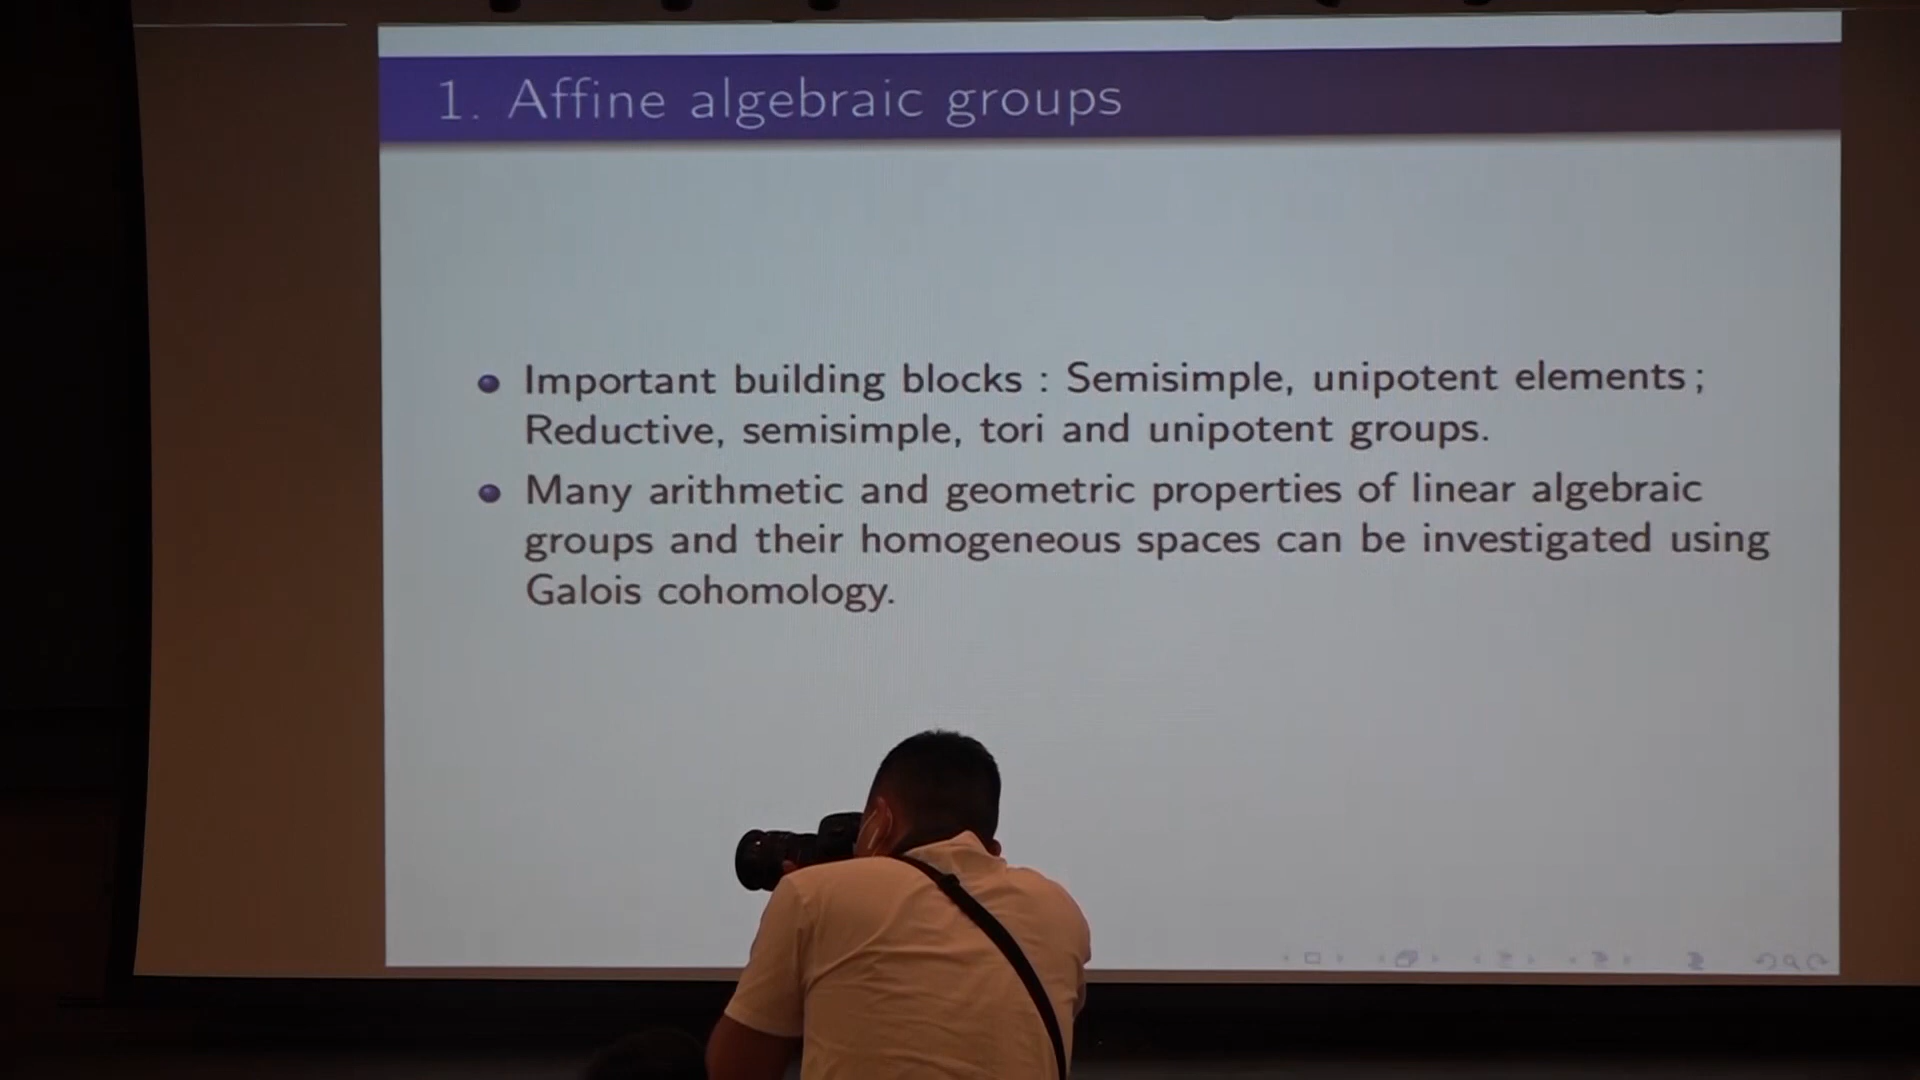 1. Affine algebraic groups
Important building blocks : Semisimple, unipotent elements ;
Reductive, semisimple, tori and unipotent groups.
Many arithmetic and geometric properties of linear algebraic
groups and their homogeneous spaces can be investigated using
Galois cohomology.